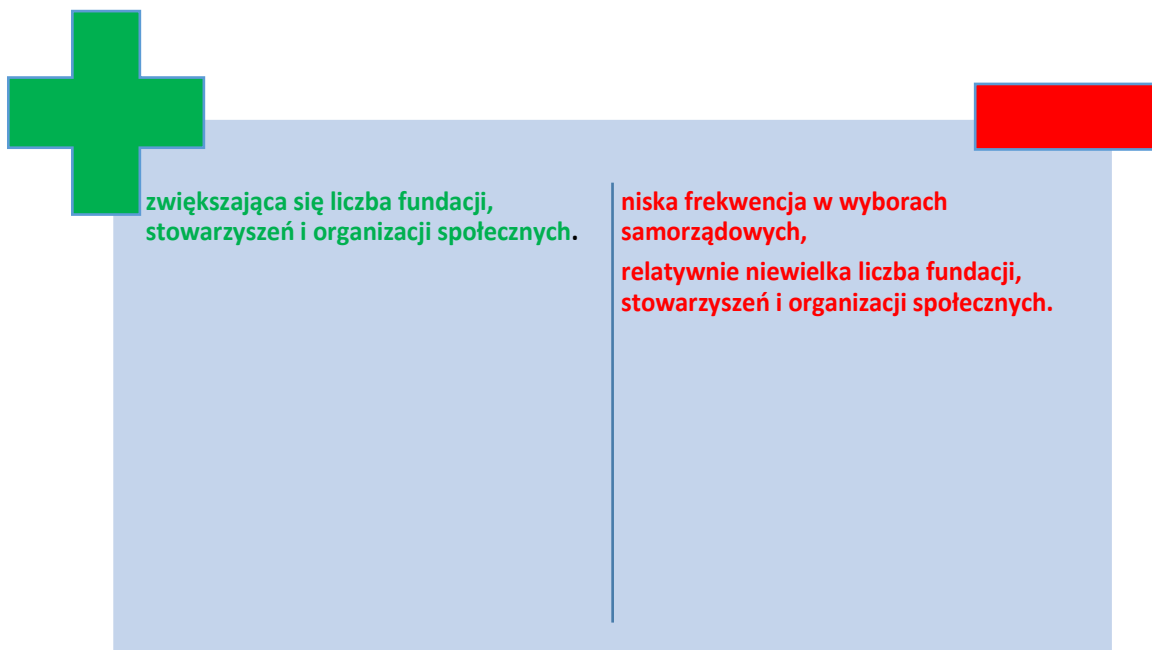 zwiększająca się liczba fundacji,
stowarzyszeń i organizacji społecznych.
niska frekwencja w wyborach
samorządowych,
relatywnie niewielka liczba fundacji,
stowarzyszeń i organizacji społecznych.